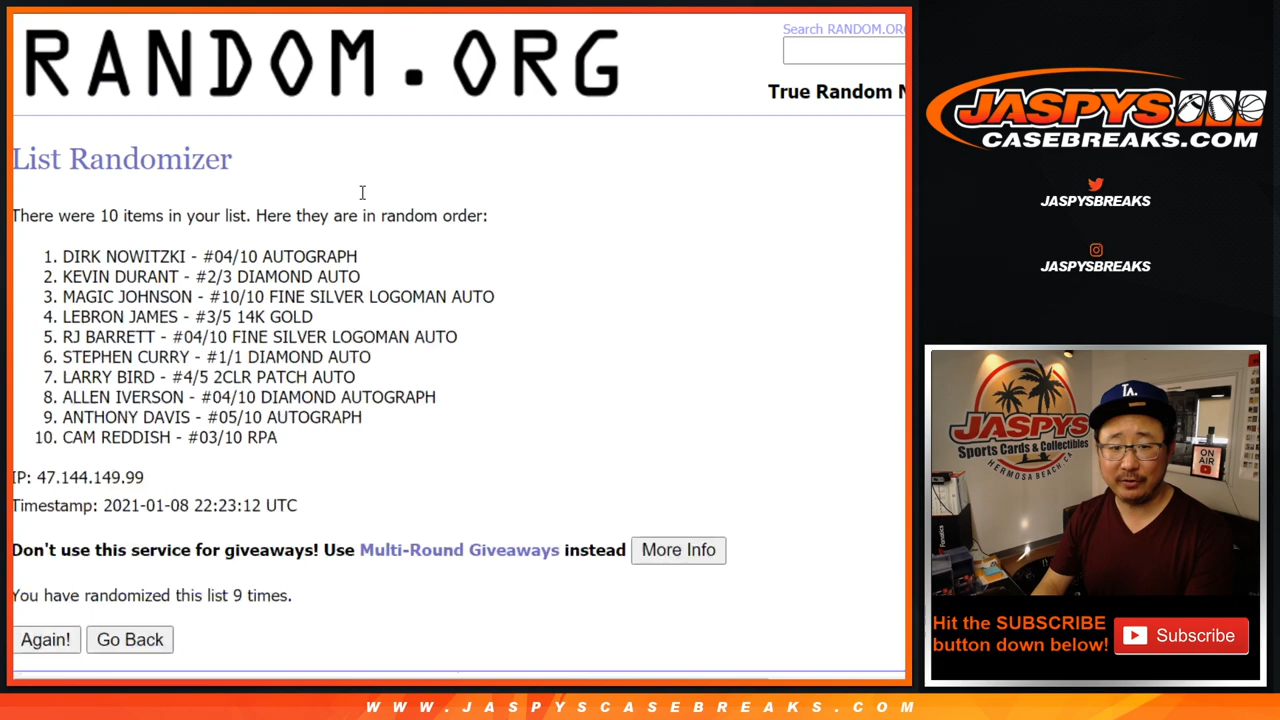 RANDOM.ORG
Search RANDOM.OR
True Random
List Randomizer
There were 10 items in your list. Here they are in random order:
1. DIRK NOWITZKI - #04/10 AUTOGRAPH
2. KEVIN DURANT - #2/3 DIAMOND AUTO
3. MAGIC JOHNSON - #10/10 FINE SILVER LOGOMAN AUTO
4. LEBRON JAMES - #3/5 14K GOLD
5. RJ BARRETT - #04/10 FINE SILVER LOGOMAN AUTO
6. STEPHEN CURRY - #1/1 DIAMOND AUTO
7. LARRY BIRD - #4/5 2CLR PATCH AUTO
8. ALLEN IVERSON - #04/10 DIAMOND AUTOGRAPH
9. ANTHONY DAVIS - #05/10 AUTOGRAPH
10. CAM REDDISH - #03/10 RPA
IP: 47.144.149.99
Timestamp: 2021-01-08 22:23:12 UTC
Don't use this service for giveaways! Use Multi-Round Giveaways instead More Info
You have randomized this list 9 times.
Again! Go Back
JASPYS
CASEBREAKS.COM
JASPYSBREAKS
JASPYSBREAKS
JASPYS
Sports Cards & Collectibles
HERMOSA BEACH, CA
LA
ON AIR
Fanatics
Hit the SUBSCRIBE
button down below!
Subscribe
WWW.JASPYSCASEBREAKS.COM